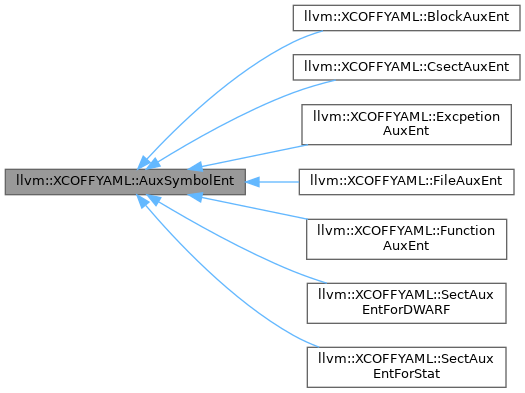 llvm::XCOFFYAML::BlockAuxEnt
llvm::XCOFFYAML::CsectAuxEnt
llvm::XCOFFYAML::Excpetion
AuxEnt
llvm::XCOFFYAML::AuxSymbolEnt
llvm::XCOFFYAML::FileAuxEnt
llvm::XCOFFYAML::Function
AuxEnt
llvm::XCOFFYAML::SectAux
EntForDWARF
llvm::XCOFFYAML::SectAux
EntForStat